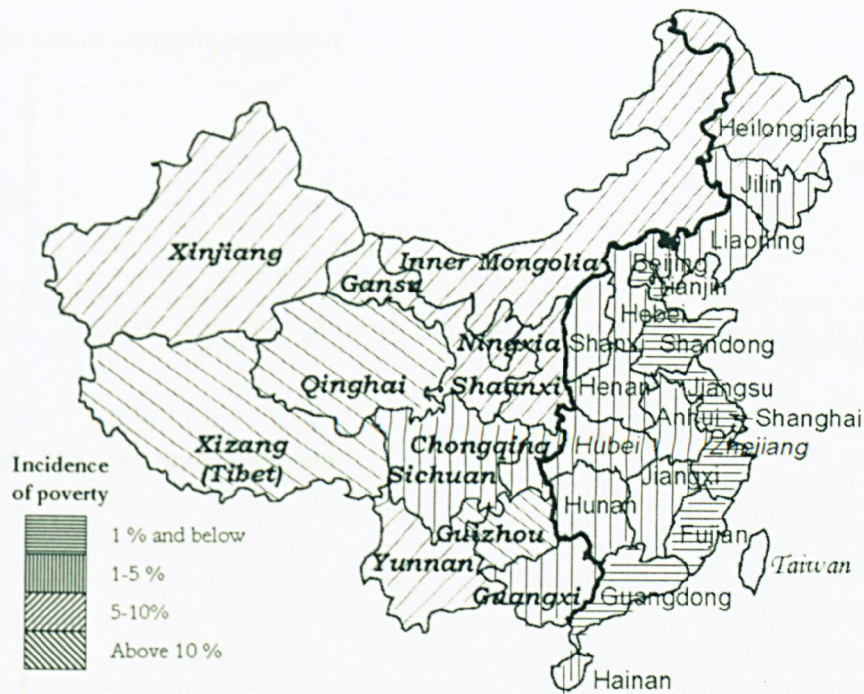 Heilongjiang
Jilin
Liaoning
Xinjiang
Inner Mongolia
Beijing
Gansu
Tianjin
Hebei
Ningxia
Shanxi
Shandong
Qinghai
Shaanxi
Henan
Jiangsu
Anhui
Shanghai
Xizang
(Tibet)
Chongqing
Hubei
Zhejiang
Sichuan
Jiangxi
Hunan
Guizhou
Fujian
Yunnan
Taiwan
Guangxi
Guangdong
Hainan
Incidence
of poverty
1 % and below
1-5 %
5-10%
Above 10 %